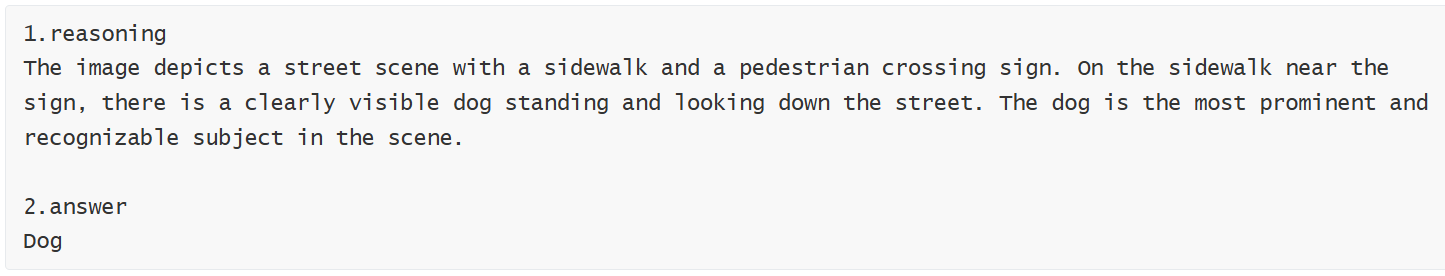 1.reasoning
The image depicts a street scene with a sidewalk and a pedestrian crossing sign. On the sidewalk near the
sign, there is a clearly visible dog standing and looking down the street. The dog is the most prominent and
recognizable subject in the scene.
2.answer
Dog